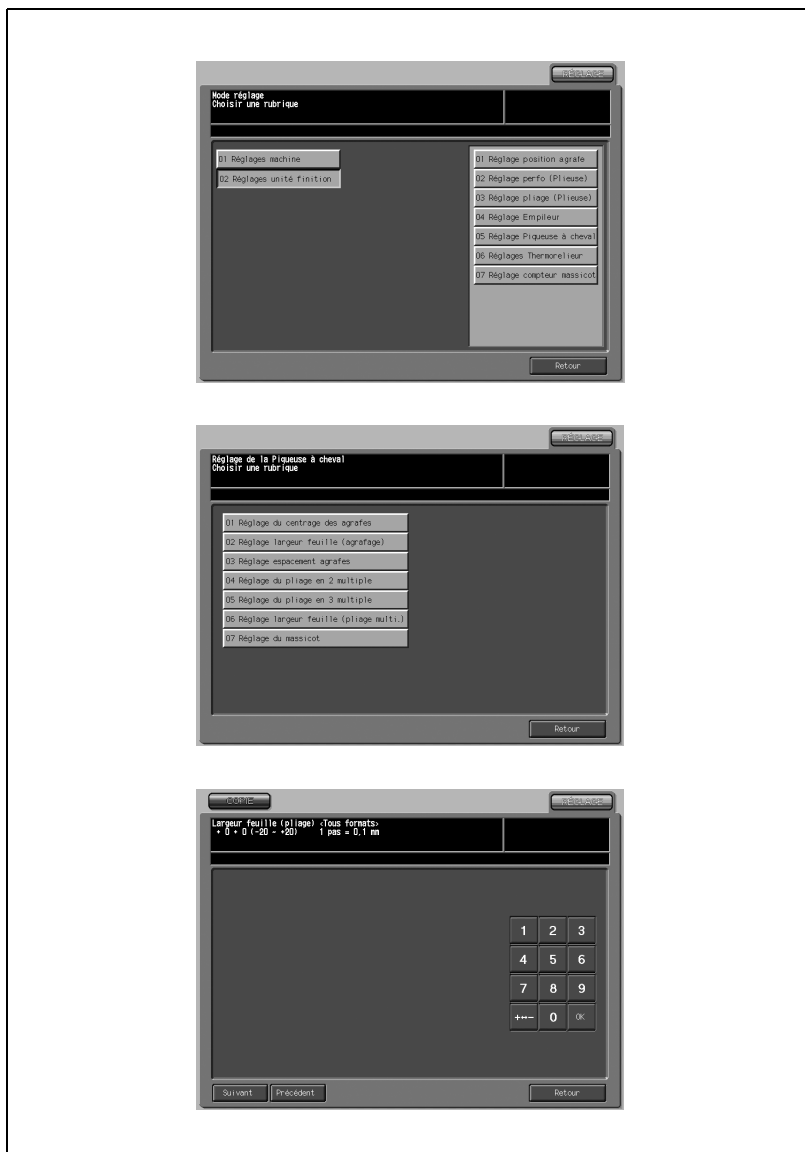 RÉGLAGE
Mode réglage
Choisir une rubrique
01 Réglages machine
02 Réglages unité finition
01 Réglage position agrafe
02 Réglage perfo (Plieuse)
03 Réglage pliage (Plieuse)
04 Réglage Empileur
05 Réglage Piqueuse à cheval
06 Réglages Thermorelieur
07 Réglage compteur massicot
Retour
RÉGLAGE
Réglage de la Piqueuse à cheval
Choisir une rubrique
01 Réglage du centrage des agrafes
02 Réglage largeur feuille (agrafage)
03 Réglage espacement agrafes
04 Réglage du pliage en 2 multiple
05 Réglage du pliage en 3 multiple
06 Réglage largeur feuille (pliage multi.)
07 Réglage du massicot
Retour
COPIE RÉGLAGE
Largeur feuille (pliage) <Tous formats>
+ 0 + 0 (-20 ~ +20) 1 pas = 0,1 mm
1 2 3
4 5 6
7 8 9
+↔- 0 OK
Suivant Précédent Retour